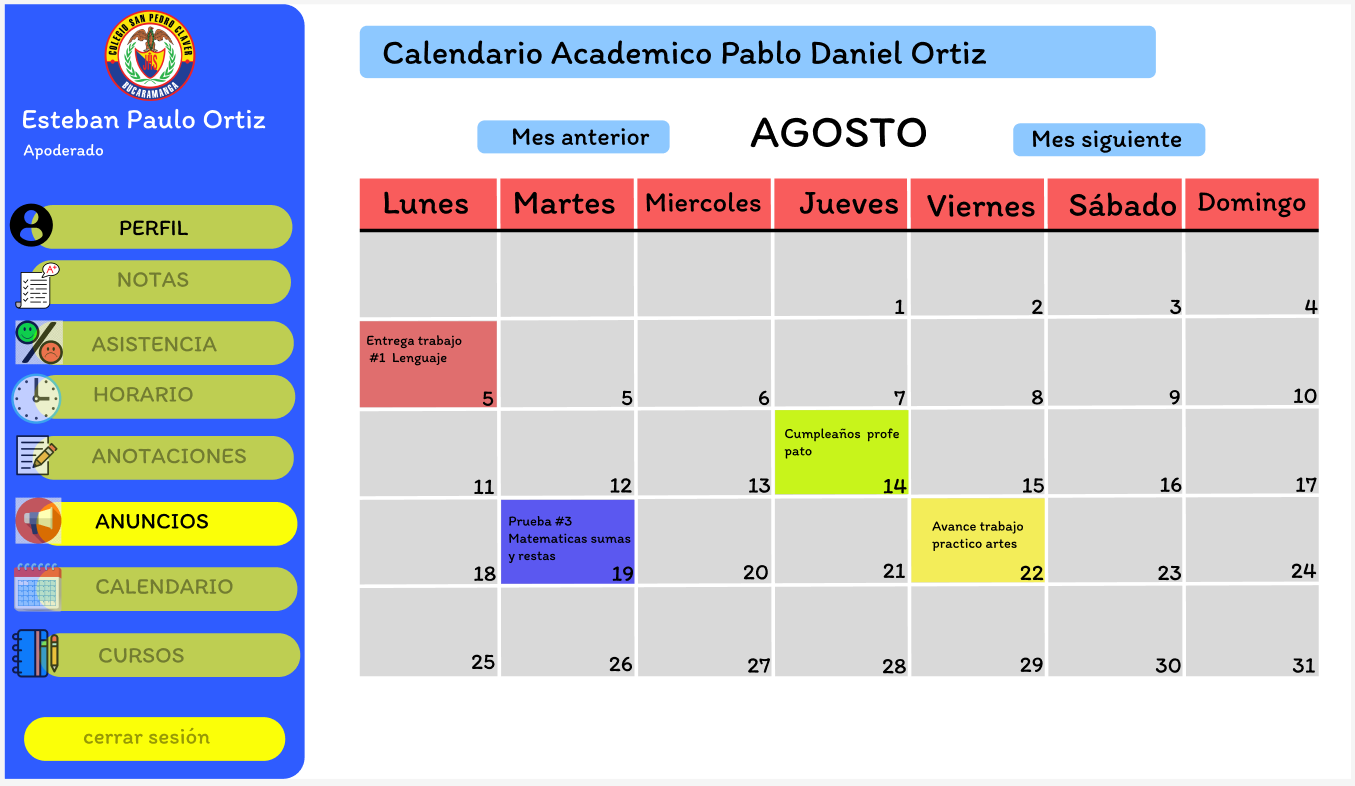 COLEGIO SAN PEDRO CLAVER
BUCARAMANGA
Esteban Paulo Ortiz
Apoderado
PERFIL
A+
NOTAS
ASISTENCIA
HORARIO
ANOTACIONES
ANUNCIOS
CALENDARIO
CURSOS
cerrar sesión
Calendario Academico Pablo Daniel Ortiz
Mes anterior
AGOSTO
Mes siguiente
Lunes Martes Miercoles Jueves Viernes Sábado Domingo
1 2 3 4
Entrega trabajo
#1 Lenguaje
5 5 6 7 8 9 10
Cumpleaños profe
pato
11 12 13 14 15 16 17
Prueba #3
Matematicas sumas
y restas
Avance trabajo
practico artes
18 19 20 21 22 23 24
25 26 27 28 29 30 31